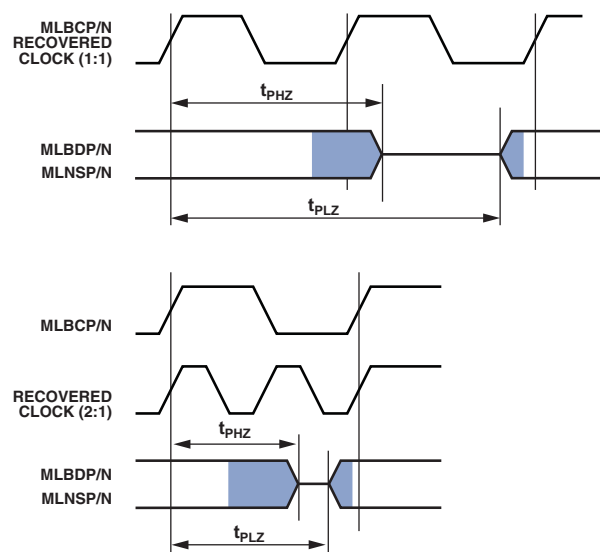 MLBCP/N
RECOVERED
CLOCK (1:1)
tPHZ
MLBDP/N
MLNSP/N
tPLZ
MLBCP/N
RECOVERED
CLOCK (2:1)
tPHZ
MLBDP/N
MLNSP/N
tPLZ